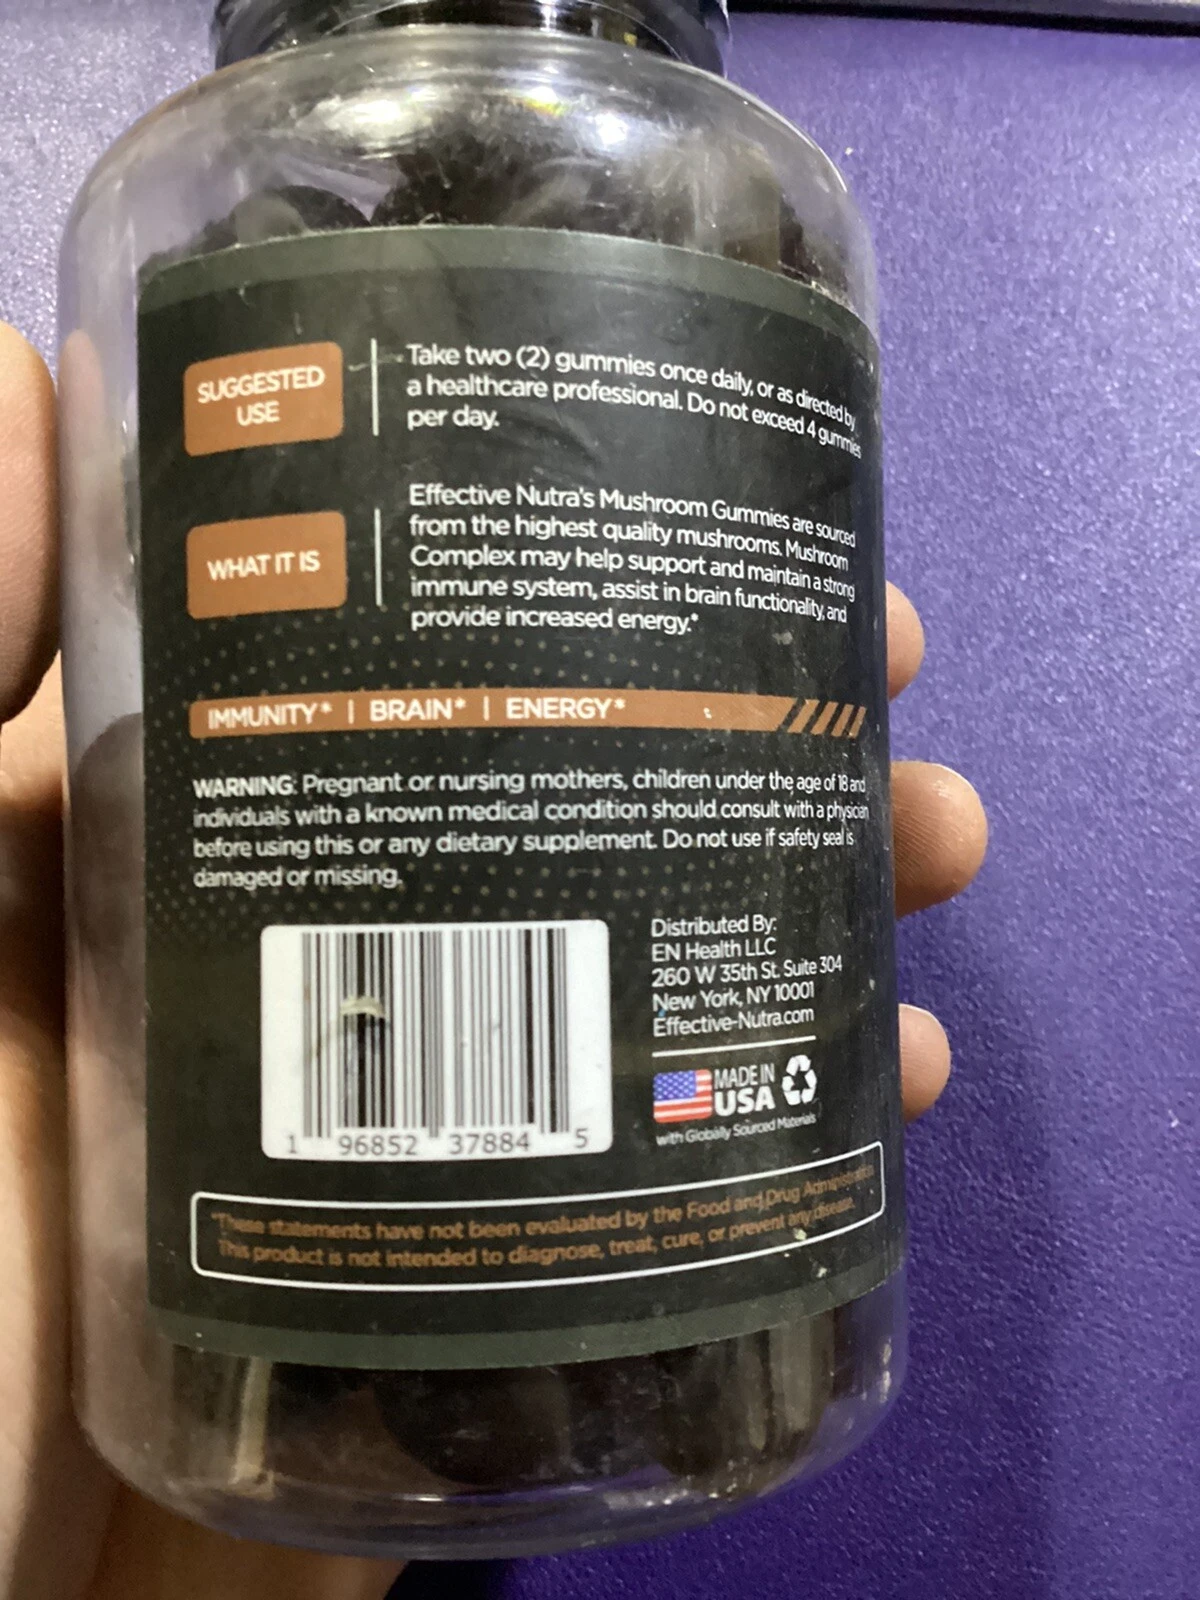 SUGGESTED
USE
Take two (2) gummies once daily, or as directed by
a healthcare professional. Do not exceed 4 gummies
per day.
WHAT IT IS
Effective Nutra's Mushroom Gummies are sourced
from the highest quality mushrooms. Mushroom
Complex may help support and maintain a strong
immune system, assist in brain functionality, and
provide increased energy.*
IMMUNITY* | BRAIN* | ENERGY*
WARNING: Pregnant or nursing mothers, children under the age of 18 and
individuals with a known medical condition should consult with a physician
before using this or any dietary supplement. Do not use if safety seal is
damaged or missing.
1 96852 37884 5
Distributed By:
EN Health LLC
260 W 35th St. Suite 304
New York, NY 10001
Effective-Nutra.com
MADE IN
USA
with Globally Sourced Materials
*These statements have not been evaluated by the Food and Drug Administration.
This product is not intended to diagnose, treat, cure, or prevent any disease.